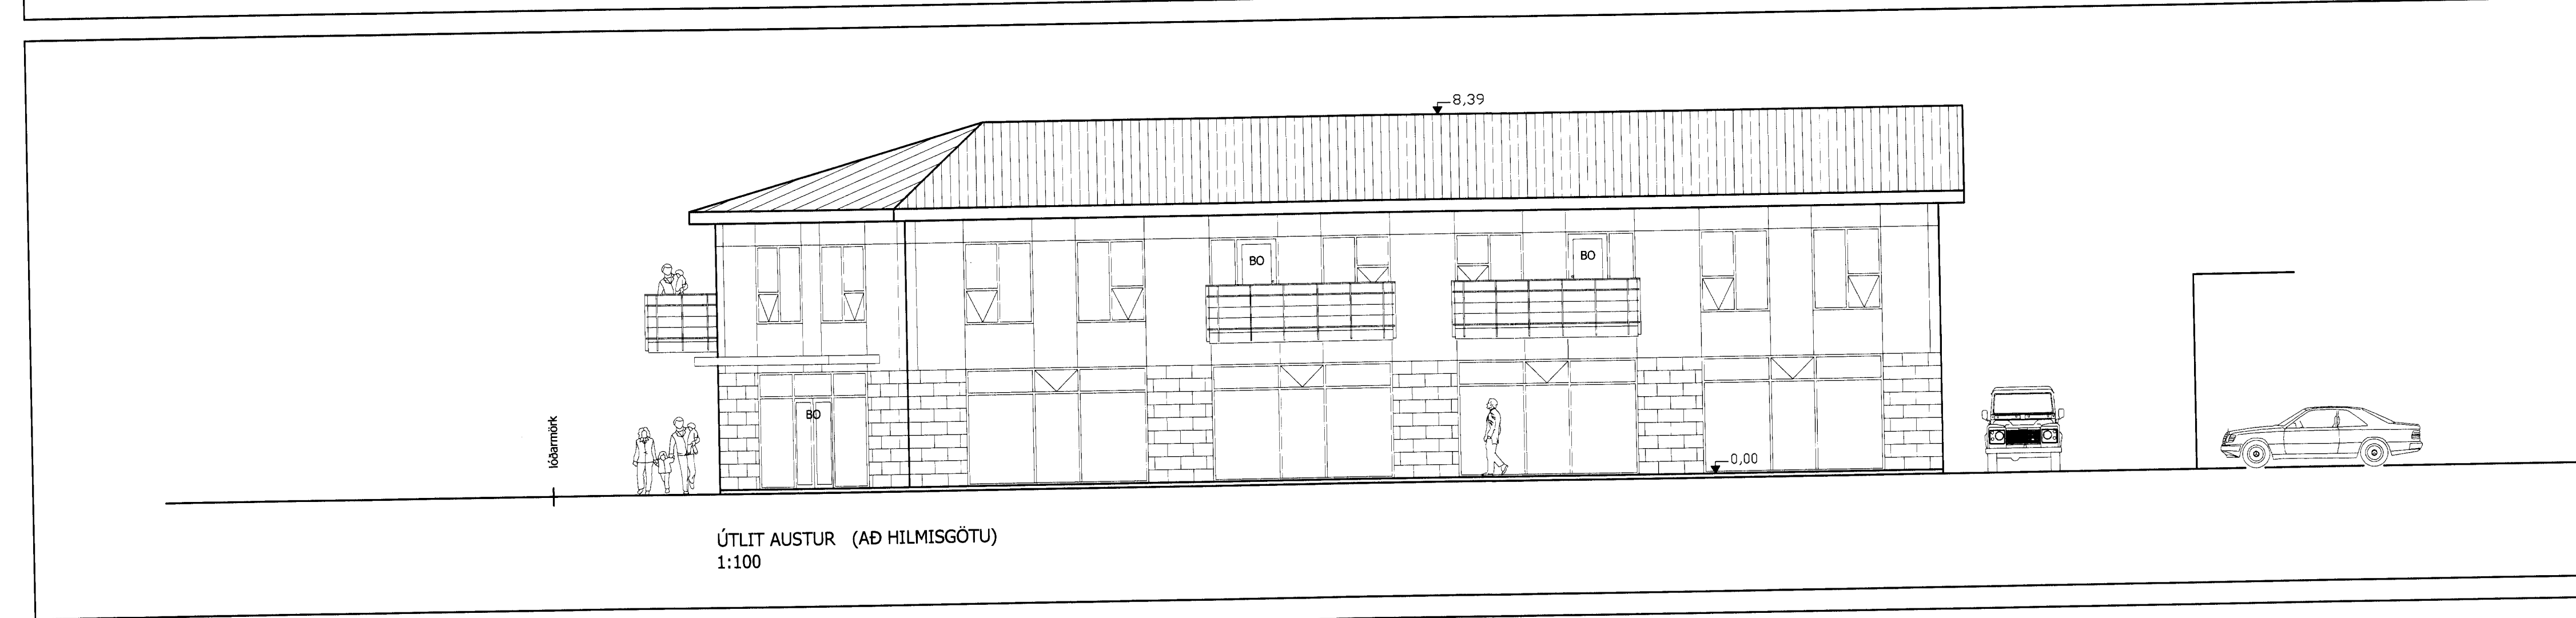 8,39
BO
BO
BO
lóðarmörk
0,00
ÚTLIT AUSTUR (AÐ HILMISGÖTU)
1:100